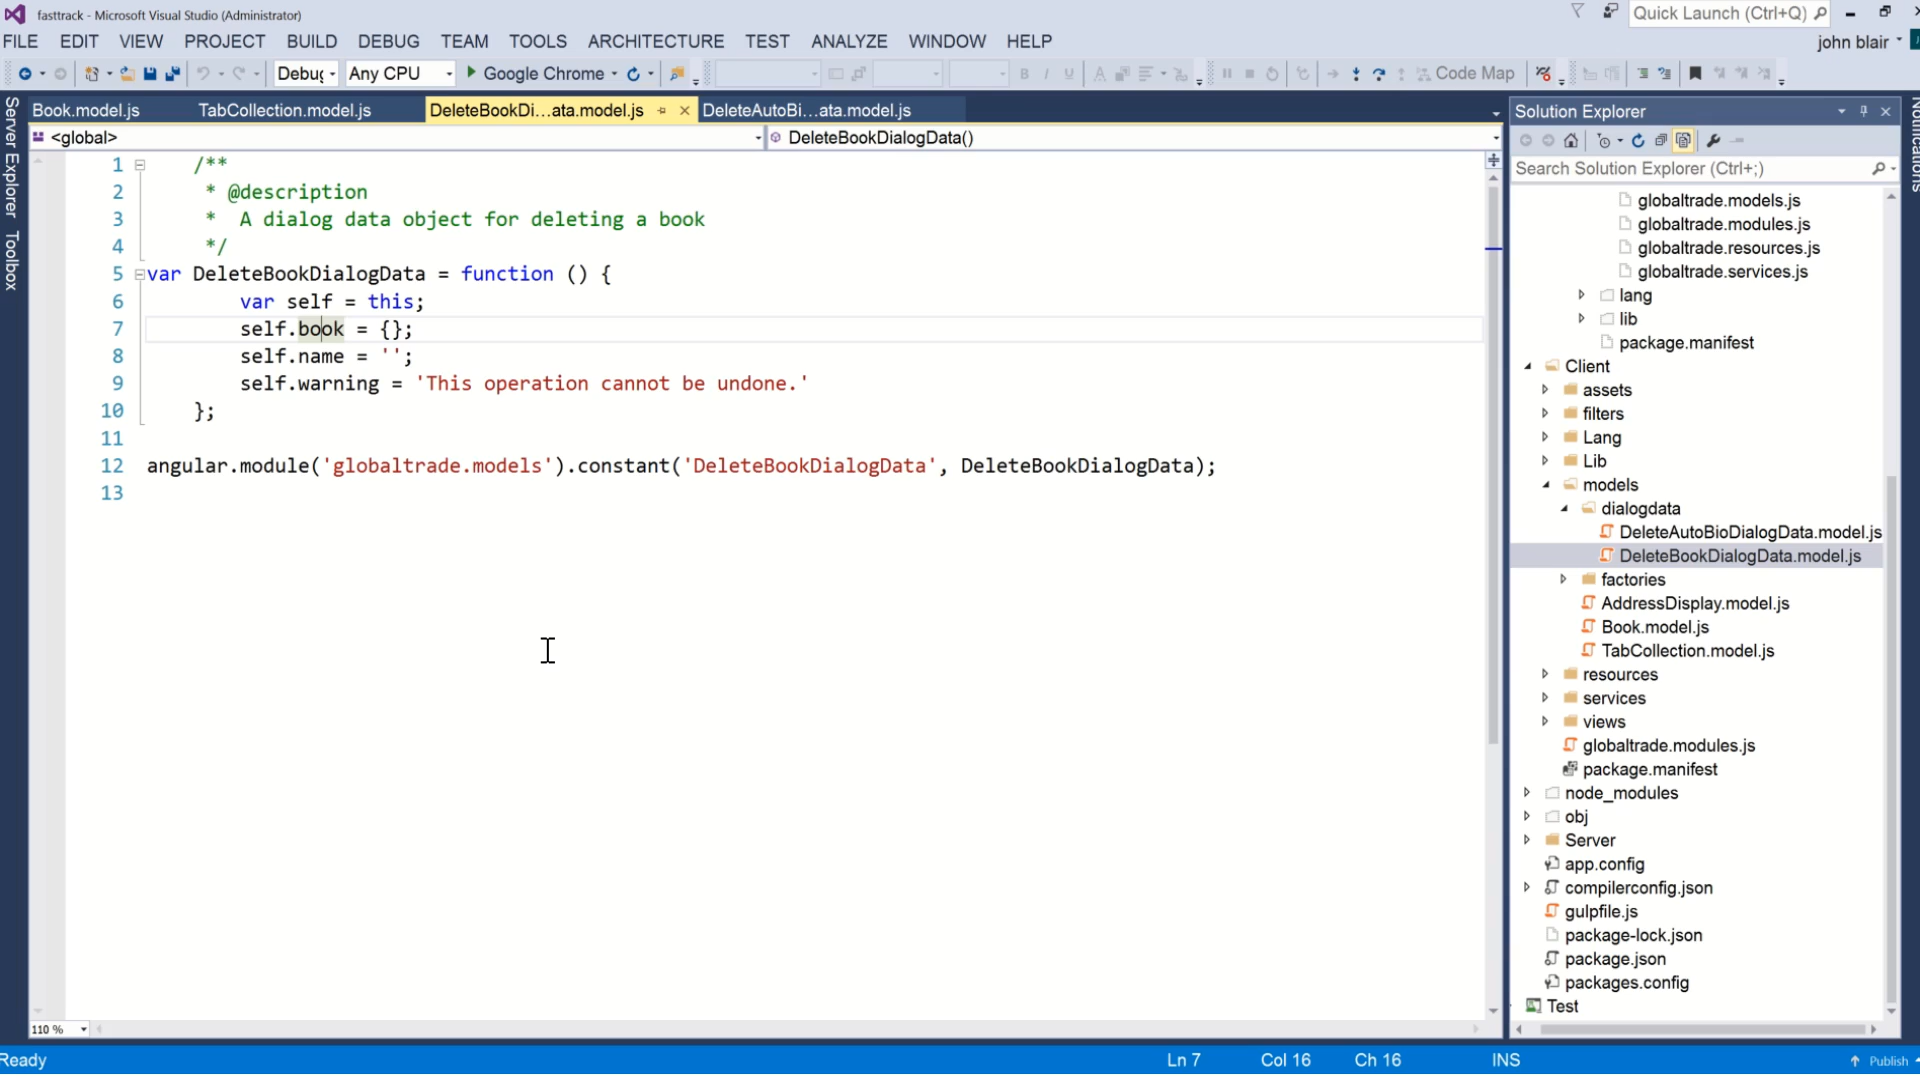 fasttrack - Microsoft Visual Studio (Administrator)
Quick Launch (Ctrl+Q)
FILE EDIT VIEW PROJECT BUILD DEBUG TEAM TOOLS ARCHITECTURE TEST ANALYZE WINDOW HELP
john blair
Debug Any CPU Google Chrome Code Map
Server Explorer
Toolbox
Book.model.js TabCollection.model.js DeleteBookDi...ata.model.js DeleteAutoBi...ata.model.js
<global> DeleteBookDialogData()
1 /**
2 * @description
3 * A dialog data object for deleting a book
4 */
5 var DeleteBookDialogData = function () {
6 var self = this;
7 self.book = {};
8 self.name = '';
9 self.warning = 'This operation cannot be undone.'
10 };
11
12 angular.module('globaltrade.models').constant('DeleteBookDialogData', DeleteBookDialogData);
13
110 %
Solution Explorer
Search Solution Explorer (Ctrl+;)
globaltrade.models.js
globaltrade.modules.js
globaltrade.resources.js
globaltrade.services.js
lang
lib
package.manifest
Client
assets
filters
Lang
Lib
models
dialogdata
DeleteAutoBioDialogData.model.js
DeleteBookDialogData.model.js
factories
AddressDisplay.model.js
Book.model.js
TabCollection.model.js
resources
services
views
globaltrade.modules.js
package.manifest
node_modules
obj
Server
app.config
compilerconfig.json
gulpfile.js
package-lock.json
package.json
packages.config
Test
Notifications
Ready Ln 7 Col 16 Ch 16 INS Publish